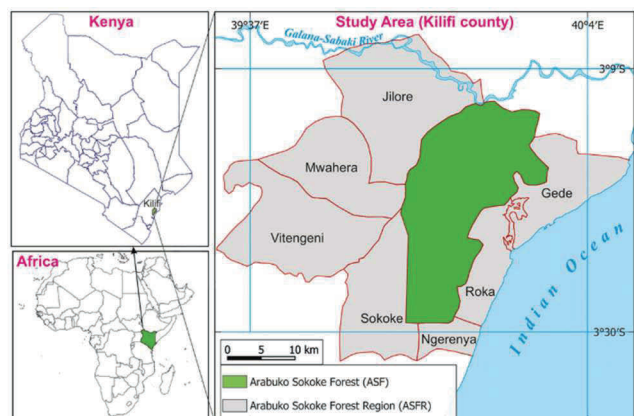 Kenya
Kilifi
Africa
Study Area (Kilifi county)
39°37'E
40°4'E
Galana-Sabaki River
3°9'S
Jilore
Mwahera
Gede
Vitengeni
Roka
Sokoke
Ngerenya
Indian Ocean
3°30'S
0 5 10 km
Arabuko Sokoke Forest (ASF)
Arabuko Sokoke Forest Region (ASFR)